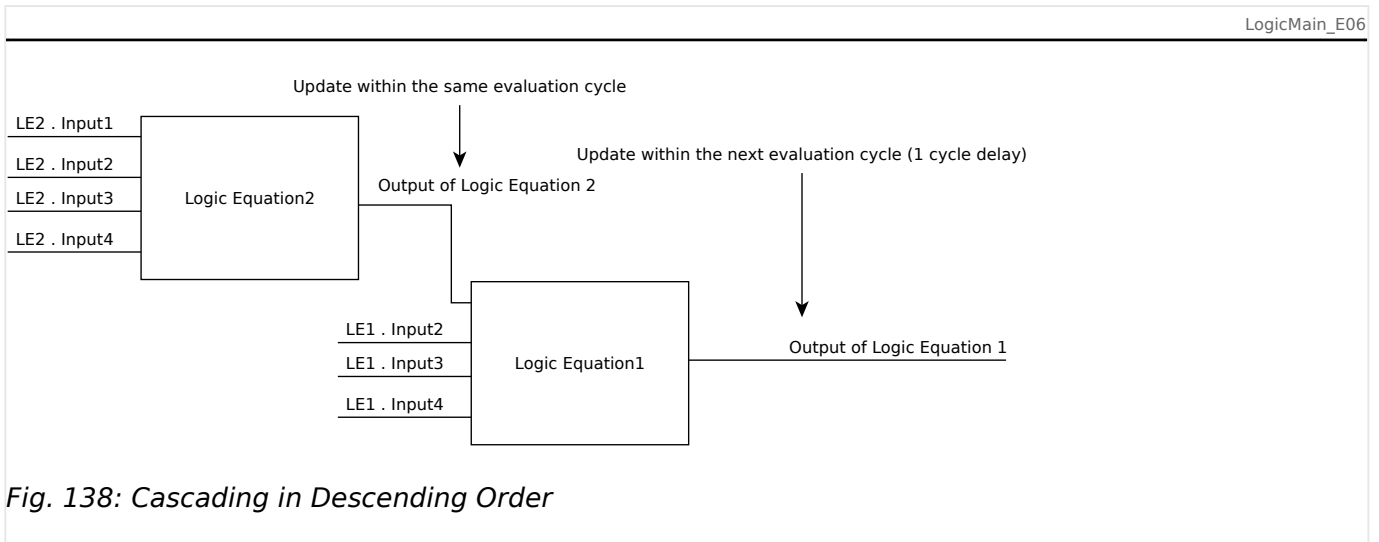 LogicMain_E06
Update within the same evaluation cycle
LE2 . Input1
Update within the next evaluation cycle (1 cycle delay)
LE2 . Input2
Output of Logic Equation 2
LE2 . Input3
Logic Equation2
LE2 . Input4
LE1 . Input2
Output of Logic Equation 1
LE1 . Input3
Logic Equation1
LE1 . Input4
Fig. 138: Cascading in Descending Order